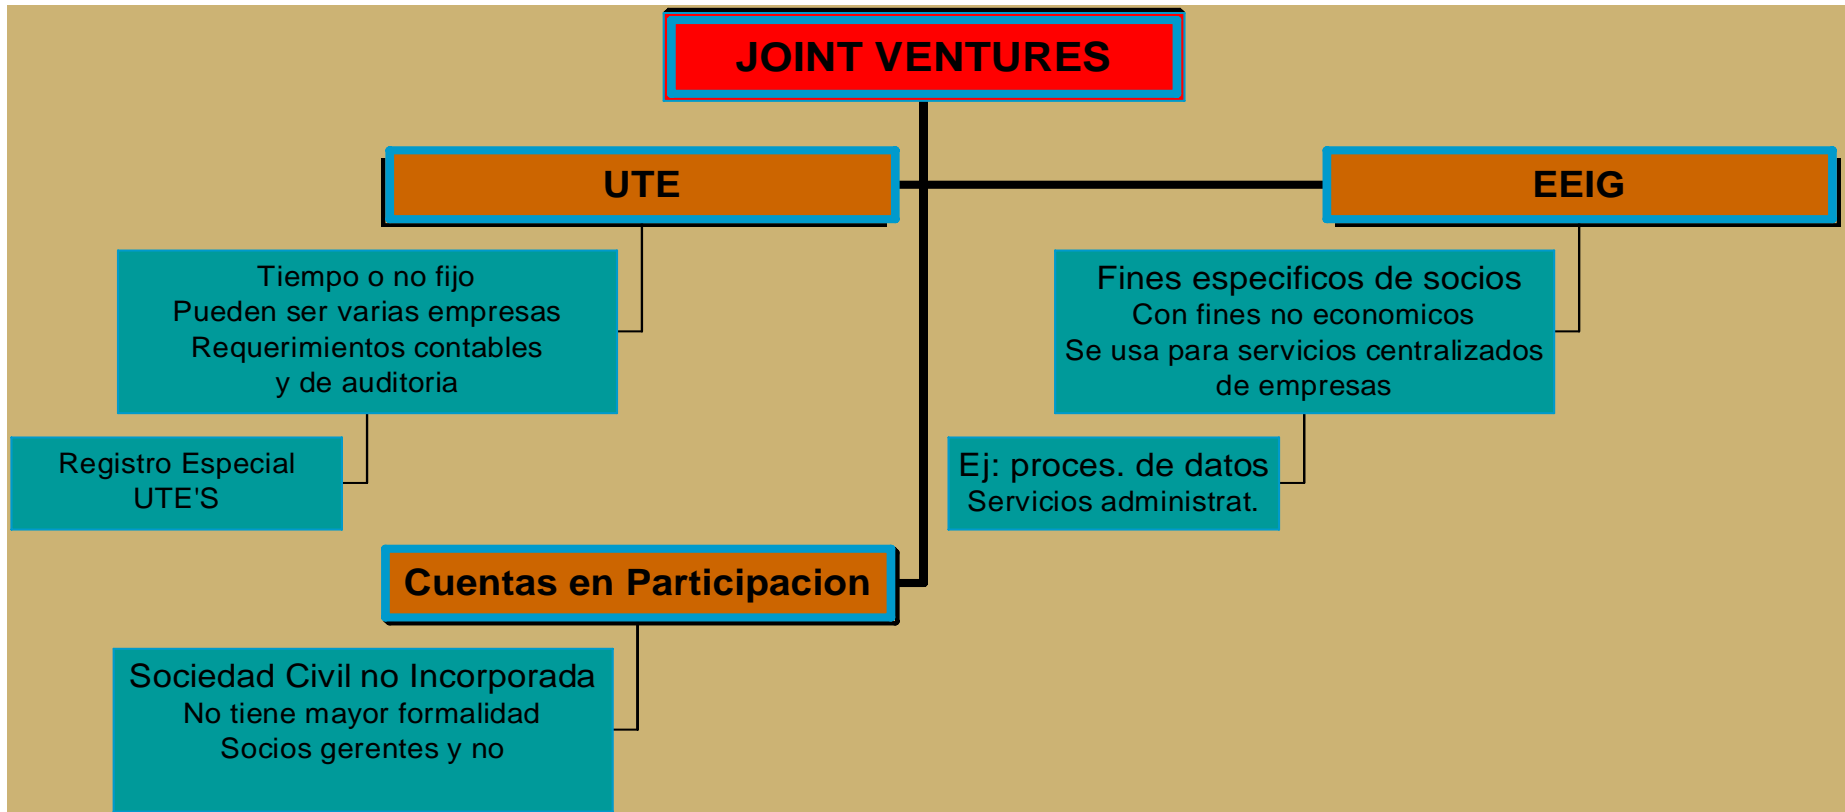 JOINT VENTURES
UTE
EEIG
Tiempo o no fijo
Pueden ser varias empresas
Requerimientos contables
y de auditoria
Fines especificos de socios
Con fines no economicos
Se usa para servicios centralizados
de empresas
Registro Especial
UTE'S
Ej: proces. de datos
Servicios administrat.
Cuentas en Participacion
Sociedad Civil no Incorporada
No tiene mayor formalidad
Socios gerentes y no